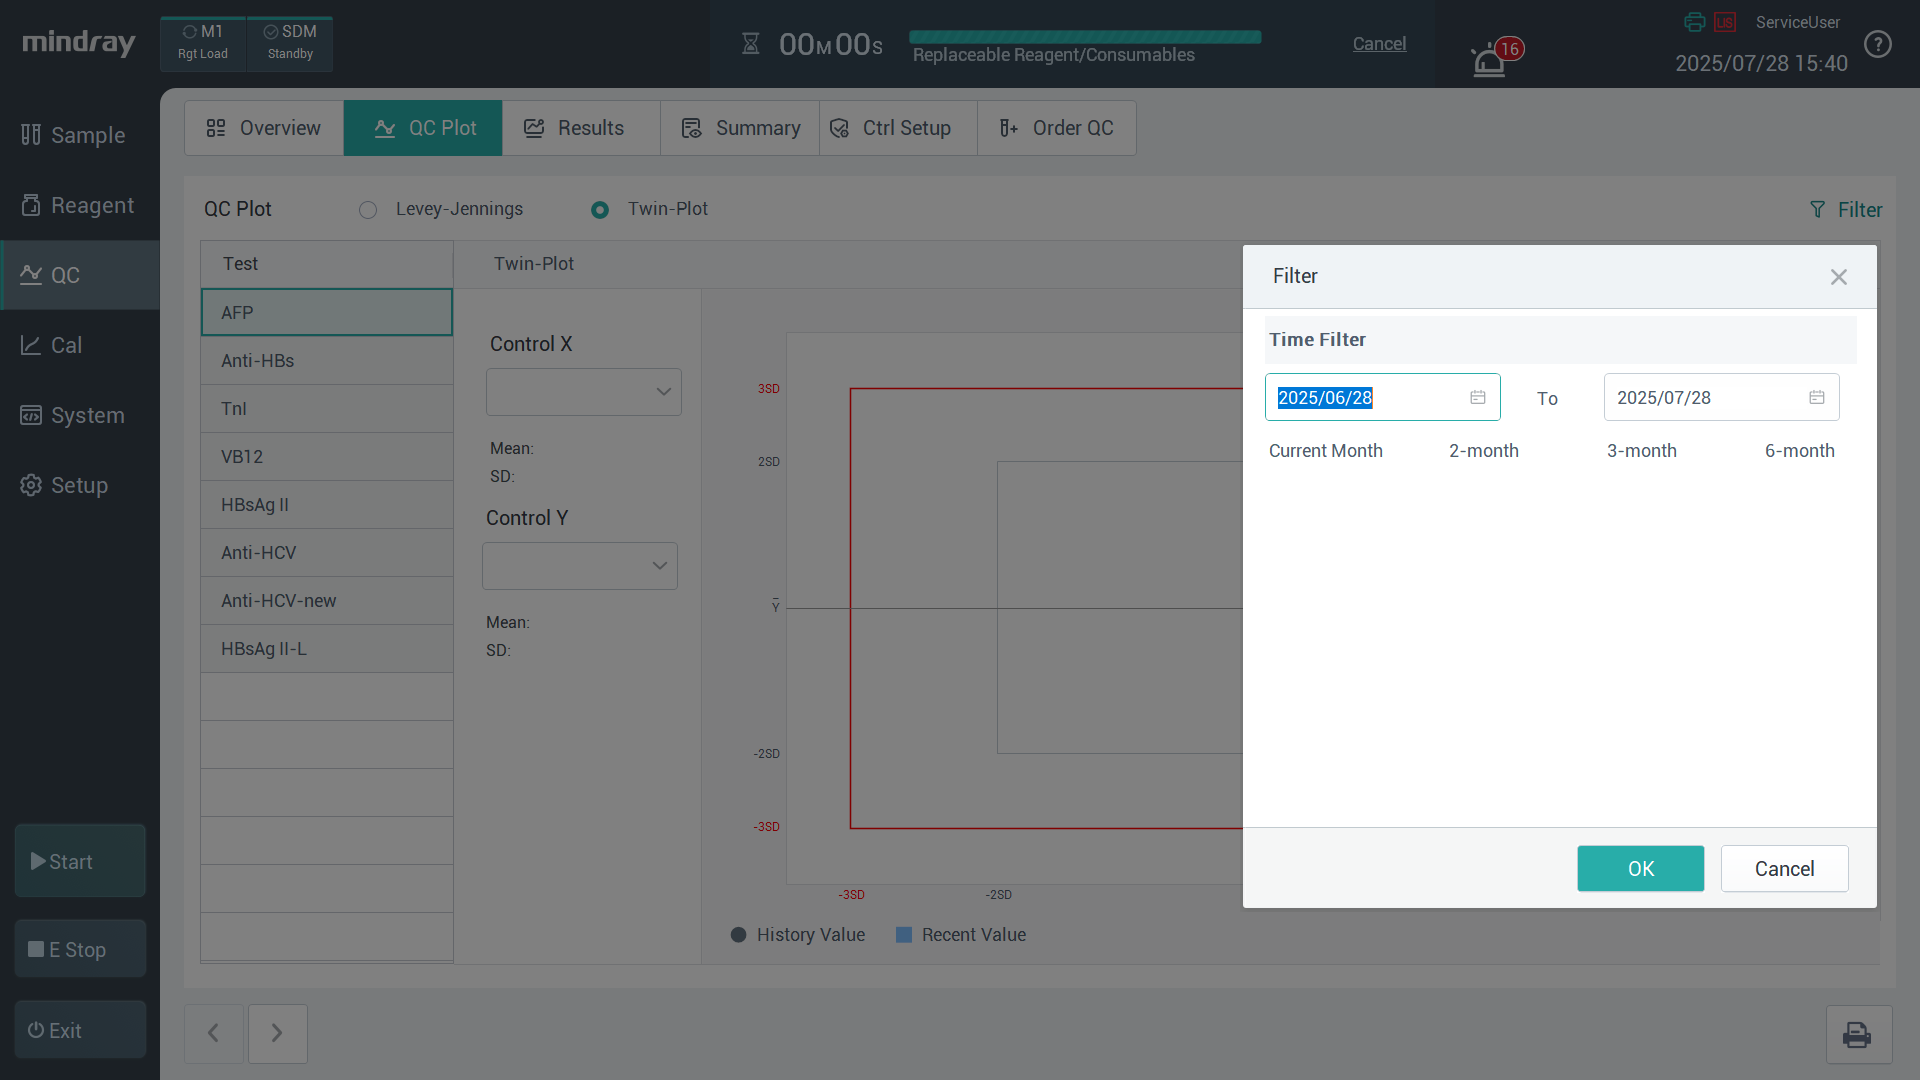 mindray
M1
Rgt Load
SDM
Standby
00M00S
Replaceable Reagent/Consumables
Cancel
16
LIS
ServiceUser
2025/07/28 15:40
?
Sample
Reagent
QC
Cal
System
Setup
Start
E Stop
Exit
Overview
QC Plot
Results
Summary
Ctrl Setup
Order QC
QC Plot
Levey-Jennings
Twin-Plot
Filter
Test
AFP
Anti-HBs
TnI
VB12
HBsAg II
Anti-HCV
Anti-HCV-new
HBsAg II-L
Twin-Plot
Control X
Mean:
SD:
Control Y
Mean:
SD:
3SD
2SD
Y̅
-2SD
-3SD
-3SD
-2SD
History Value
Recent Value
Filter
Time Filter
2025/06/28
To
2025/07/28
Current Month
2-month
3-month
6-month
OK
Cancel